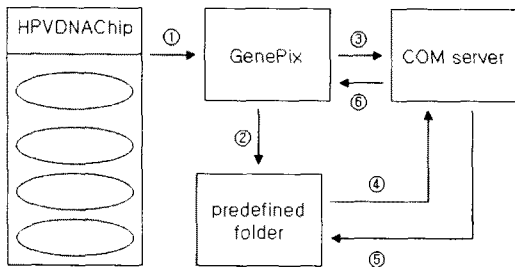 HPVDNAChip
①
GenePix
③
COM server
⑥
②
predefined
folder
④
⑤